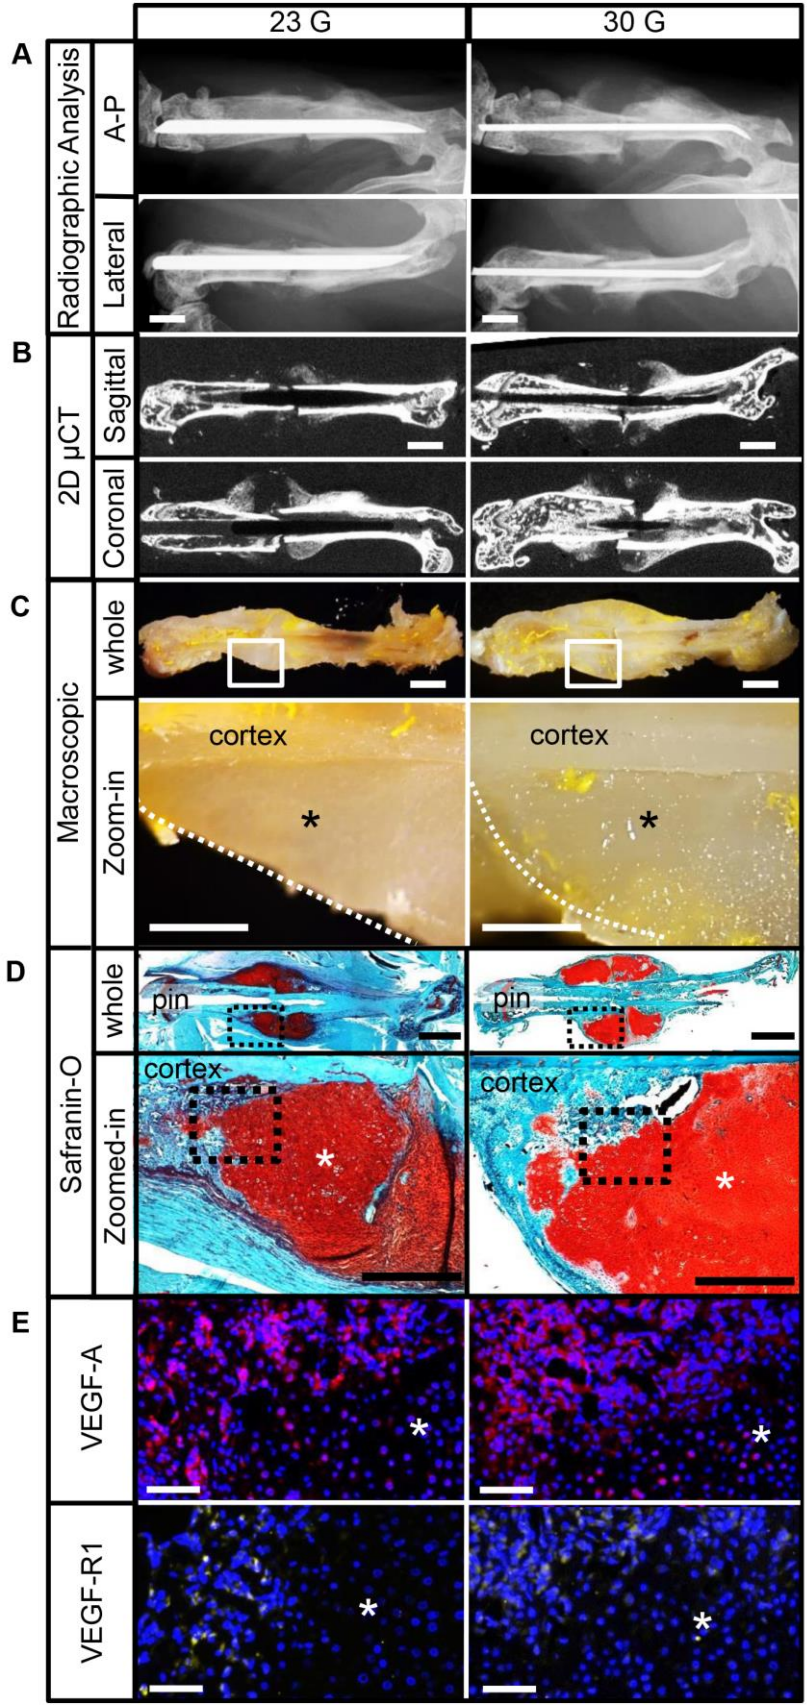 23 G
30 G
A
Radiographic Analysis
A-P
Lateral
B
2D µCT
Sagittal
Coronal
C
Macroscopic
whole
Zoom-in
cortex
*
cortex
*
D
Safranin-O
whole
pin
pin
Zoomed-in
cortex
*
cortex
*
E
VEGF-A
*
*
VEGF-R1
*
*